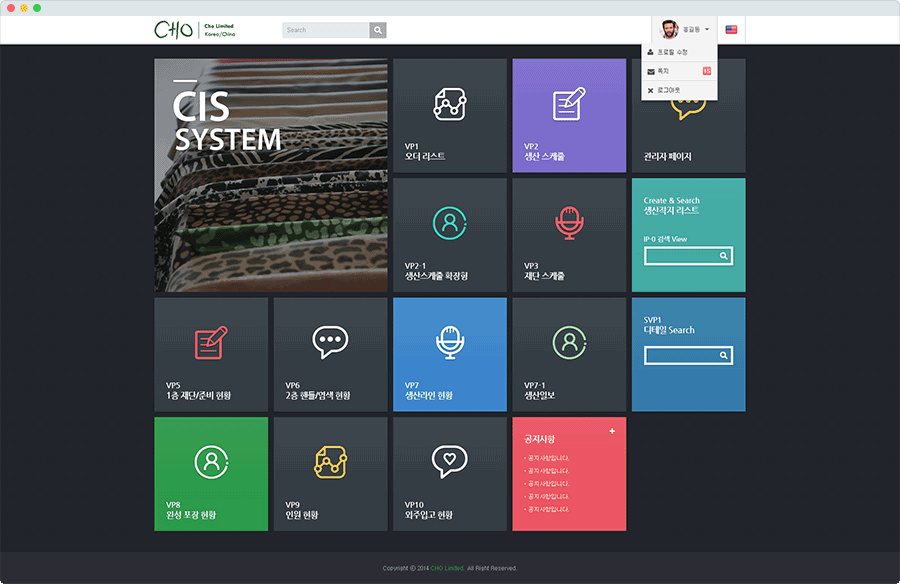 CHO
Cho Limited
Korea/China
Search
홍길동
프로필 수정
쪽지
15
로그아웃
CIS
SYSTEM
VP1
오더 리스트
VP2
생산 스케줄
관리자 페이지
VP2-1
생산스케줄 확장형
VP3
재단 스케줄
Create & Search
생산작지 리스트
IP-0 검색 View
VP5
1층 재단/준비 현황
VP6
2층 핸들/염색 현황
VP7
생산라인 현황
VP7-1
생산일보
SVP1
디테일 Search
VP8
완성 포장 현황
VP9
인원 현황
VP10
외주입고 현황
공지사항
+
공지사항입니다.
공지사항입니다.
공지사항입니다.
공지사항입니다.
공지사항입니다.
Copyright ⓒ 2014 CHO Limited. All Right Reserved.